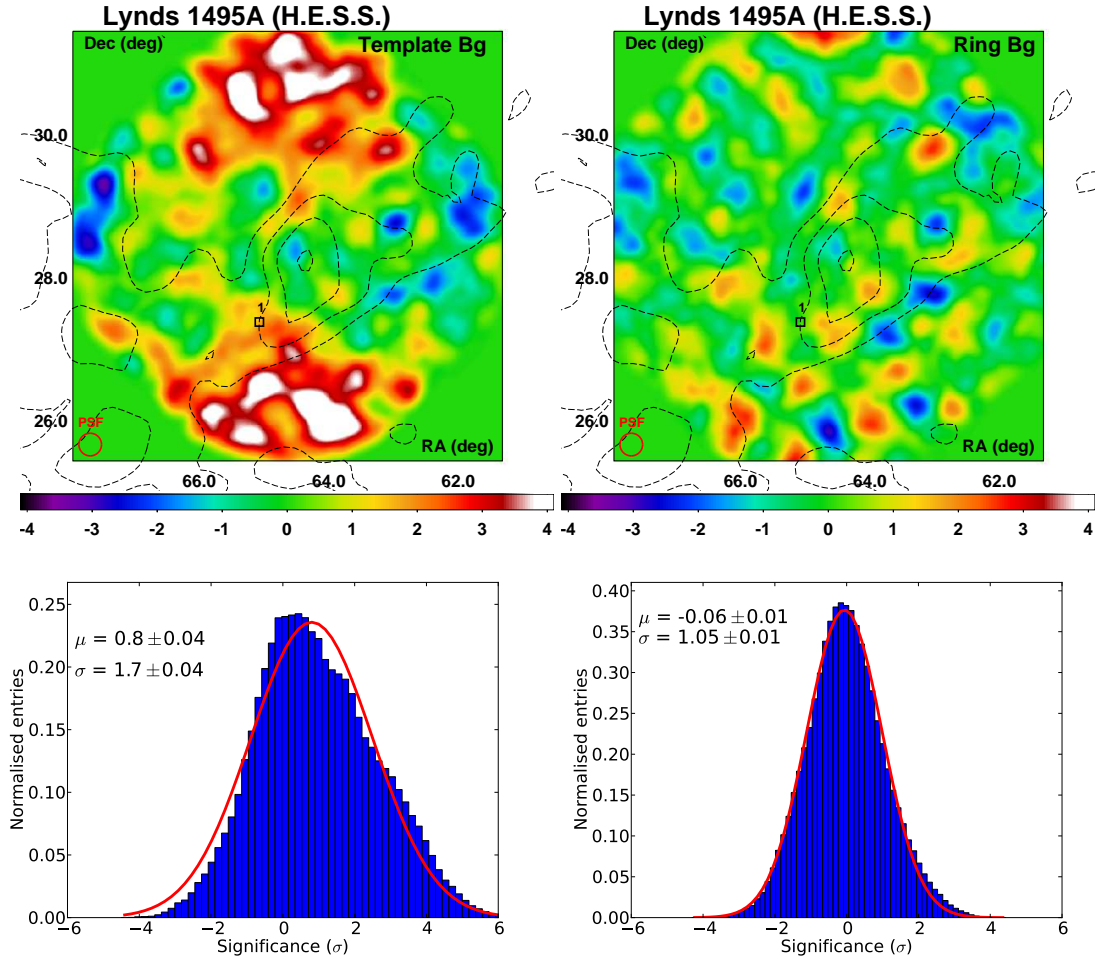 Lynds 1495A (H.E.S.S.)
Dec (deg)
Template Bg
30.0
28.0
1
26.0
PSF
RA (deg)
66.0 64.0 62.0
-4 -3 -2 -1 0 1 2 3 4
Lynds 1495A (H.E.S.S.)
Dec (deg)
Ring Bg
30.0
28.0
1
26.0
PSF
RA (deg)
66.0 64.0 62.0
-4 -3 -2 -1 0 1 2 3 4
0.25
μ = 0.8±0.04
σ = 1.7±0.04
0.20
0.15
0.10
0.05
0.00
Normalised entries
−6 −4 −2 0 2 4 6
Significance (σ)
0.40
μ = -0.06±0.01
σ = 1.05±0.01
0.35
0.30
0.25
0.20
0.15
0.10
0.05
0.00
Normalised entries
−6 −4 −2 0 2 4 6
Significance (σ)